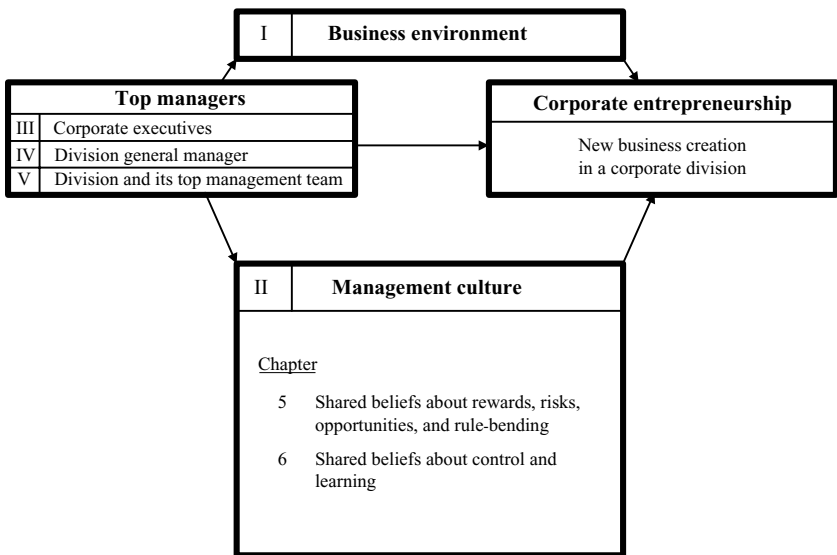 I Business environment
Top managers
III Corporate executives
IV Division general manager
V Division and its top management team
Corporate entrepreneurship
New business creation
in a corporate division
II Management culture
Chapter
5 Shared beliefs about rewards, risks,
opportunities, and rule-bending
6 Shared beliefs about control and
learning